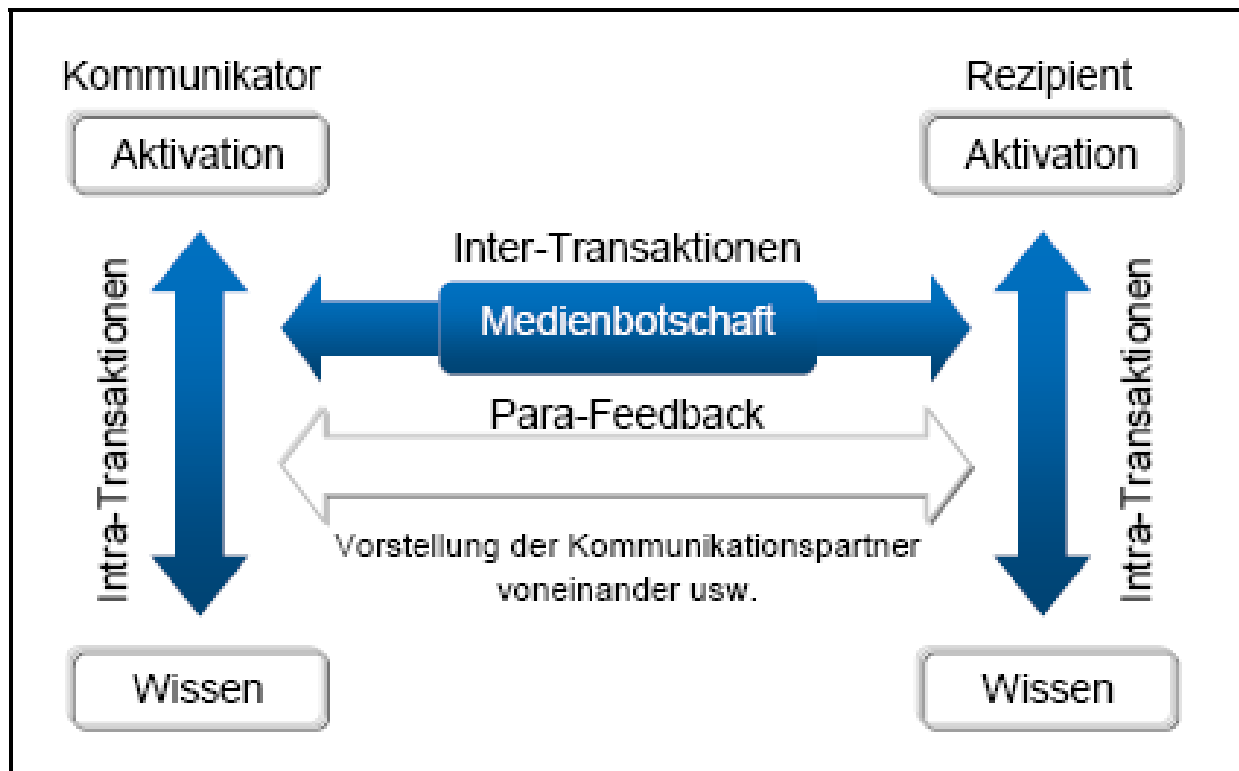 Kommunikator
Rezipient
Aktivation
Aktivation
Inter-Transaktionen
Medienbotschaft
Intra-Transaktionen
Intra-Transaktionen
Para-Feedback
Vorstellung der Kommunikationspartner
voneinander usw.
Wissen
Wissen